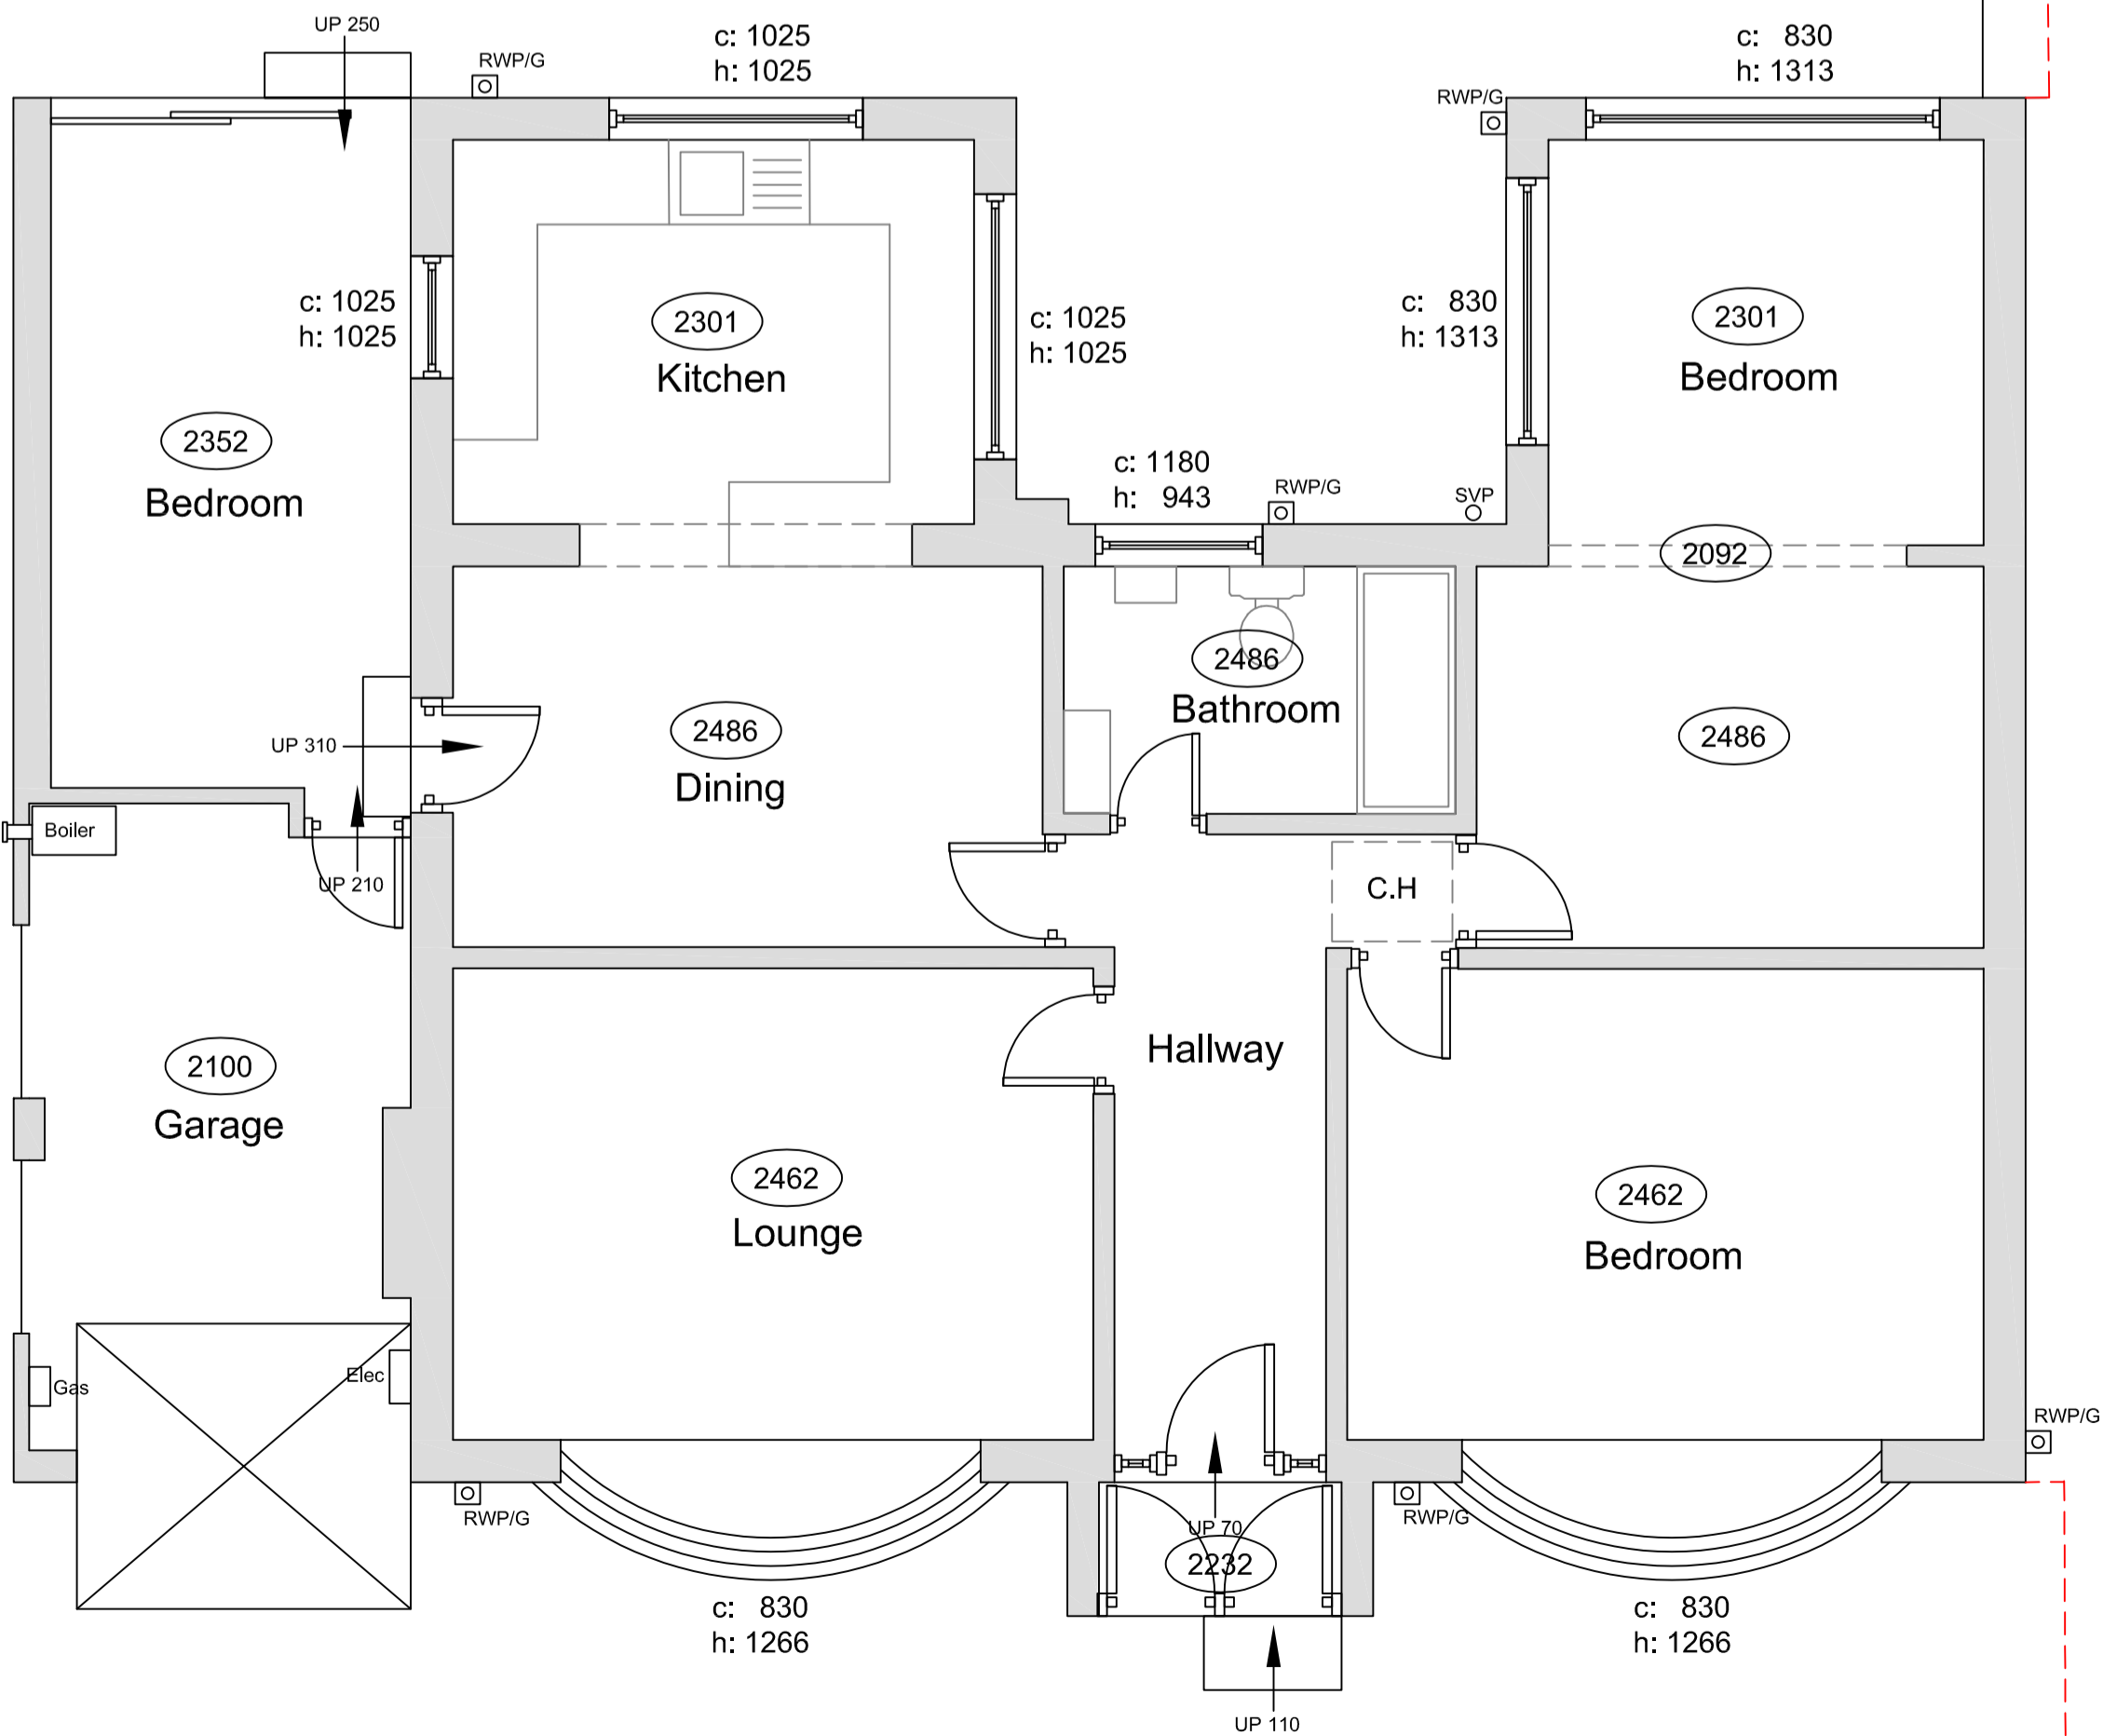 UP 250
RWP/G
c: 1025
h: 1025
c: 830
h: 1313
RWP/G
c: 1025
h: 1025
2301
Kitchen
c: 1025
h: 1025
c: 830
h: 1313
2301
Bedroom
2352
Bedroom
c: 1180
h: 943
RWP/G
SVP
2092
2486
Bathroom
UP 310
2486
Dining
2486
Boiler
UP 210
C.H
2100
Garage
Hallway
2462
Lounge
2462
Bedroom
Gas
Elec
RWP/G
RWP/G
RWP/G
UP 70
2232
c: 830
h: 1266
c: 830
h: 1266
UP 110